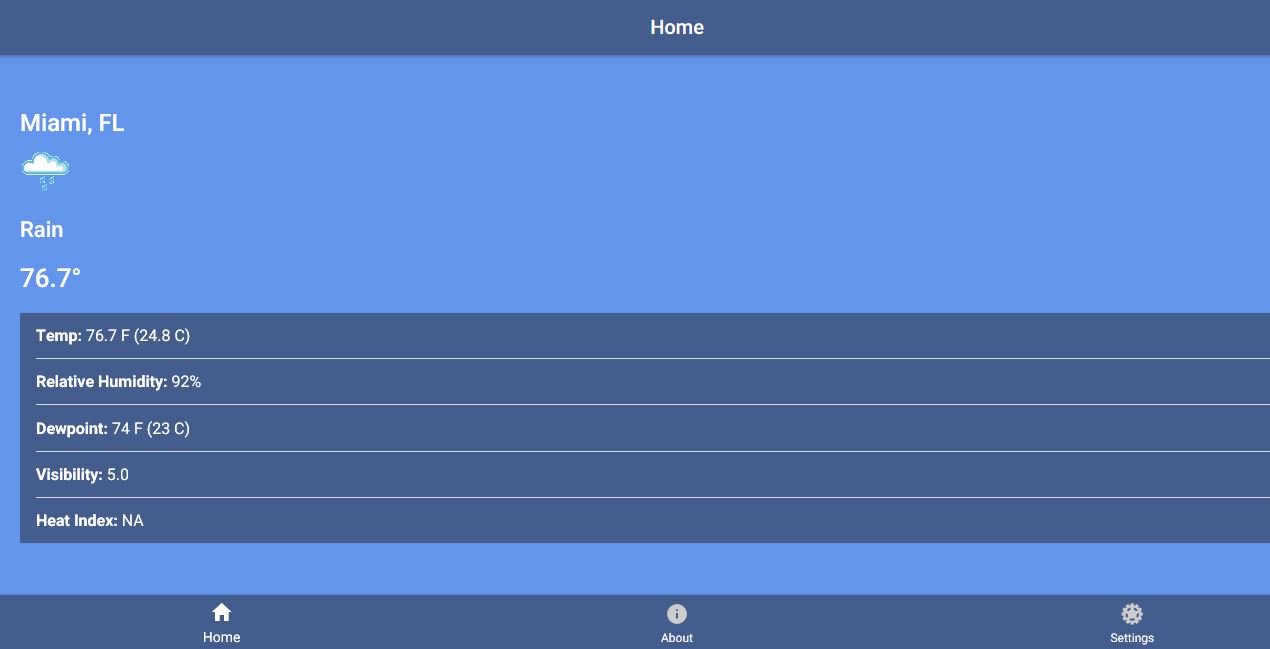 Home
Miami, FL
Rain
76.7°
Temp: 76.7 F (24.8 C)
Relative Humidity: 92%
Dewpoint: 74 F (23 C)
Visibility: 5.0
Heat Index: NA
Home
About
Settings